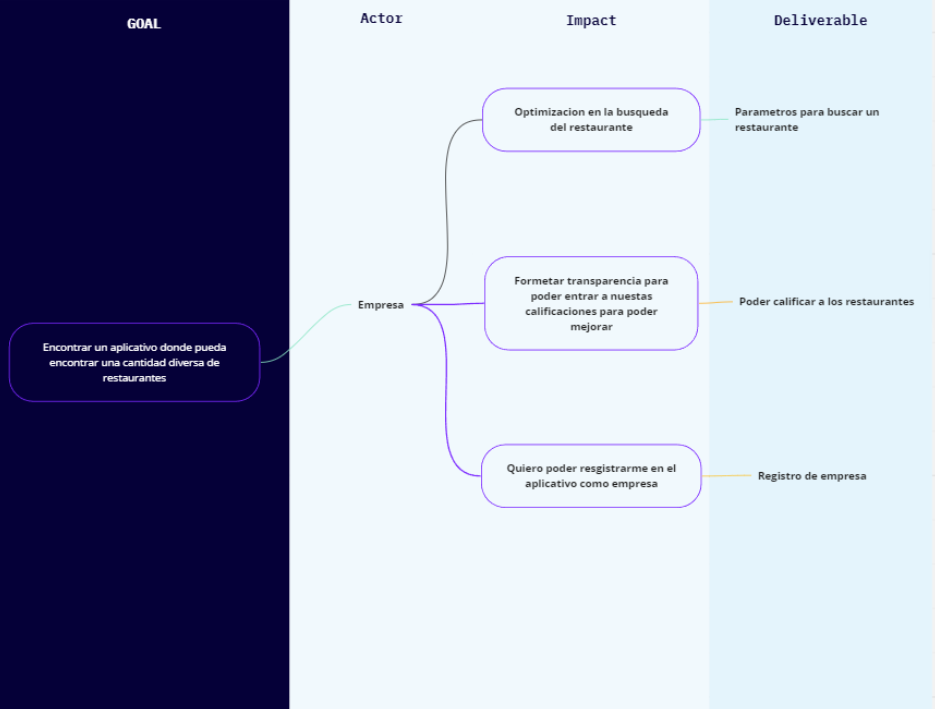 GOAL
Actor
Impact
Deliverable
Optimizacion en la busqueda
del restaurante
Parametros para buscar un
restaurante
Formetar transparencia para
poder entrar a nuestas
calificaciones para poder
mejorar
Poder calificar a los restaurantes
Empresa
Encontrar un aplicativo donde pueda
encontrar una cantidad diversa de
restaurantes
Quiero poder resgistrarme en el
aplicativo como empresa
Registro de empresa